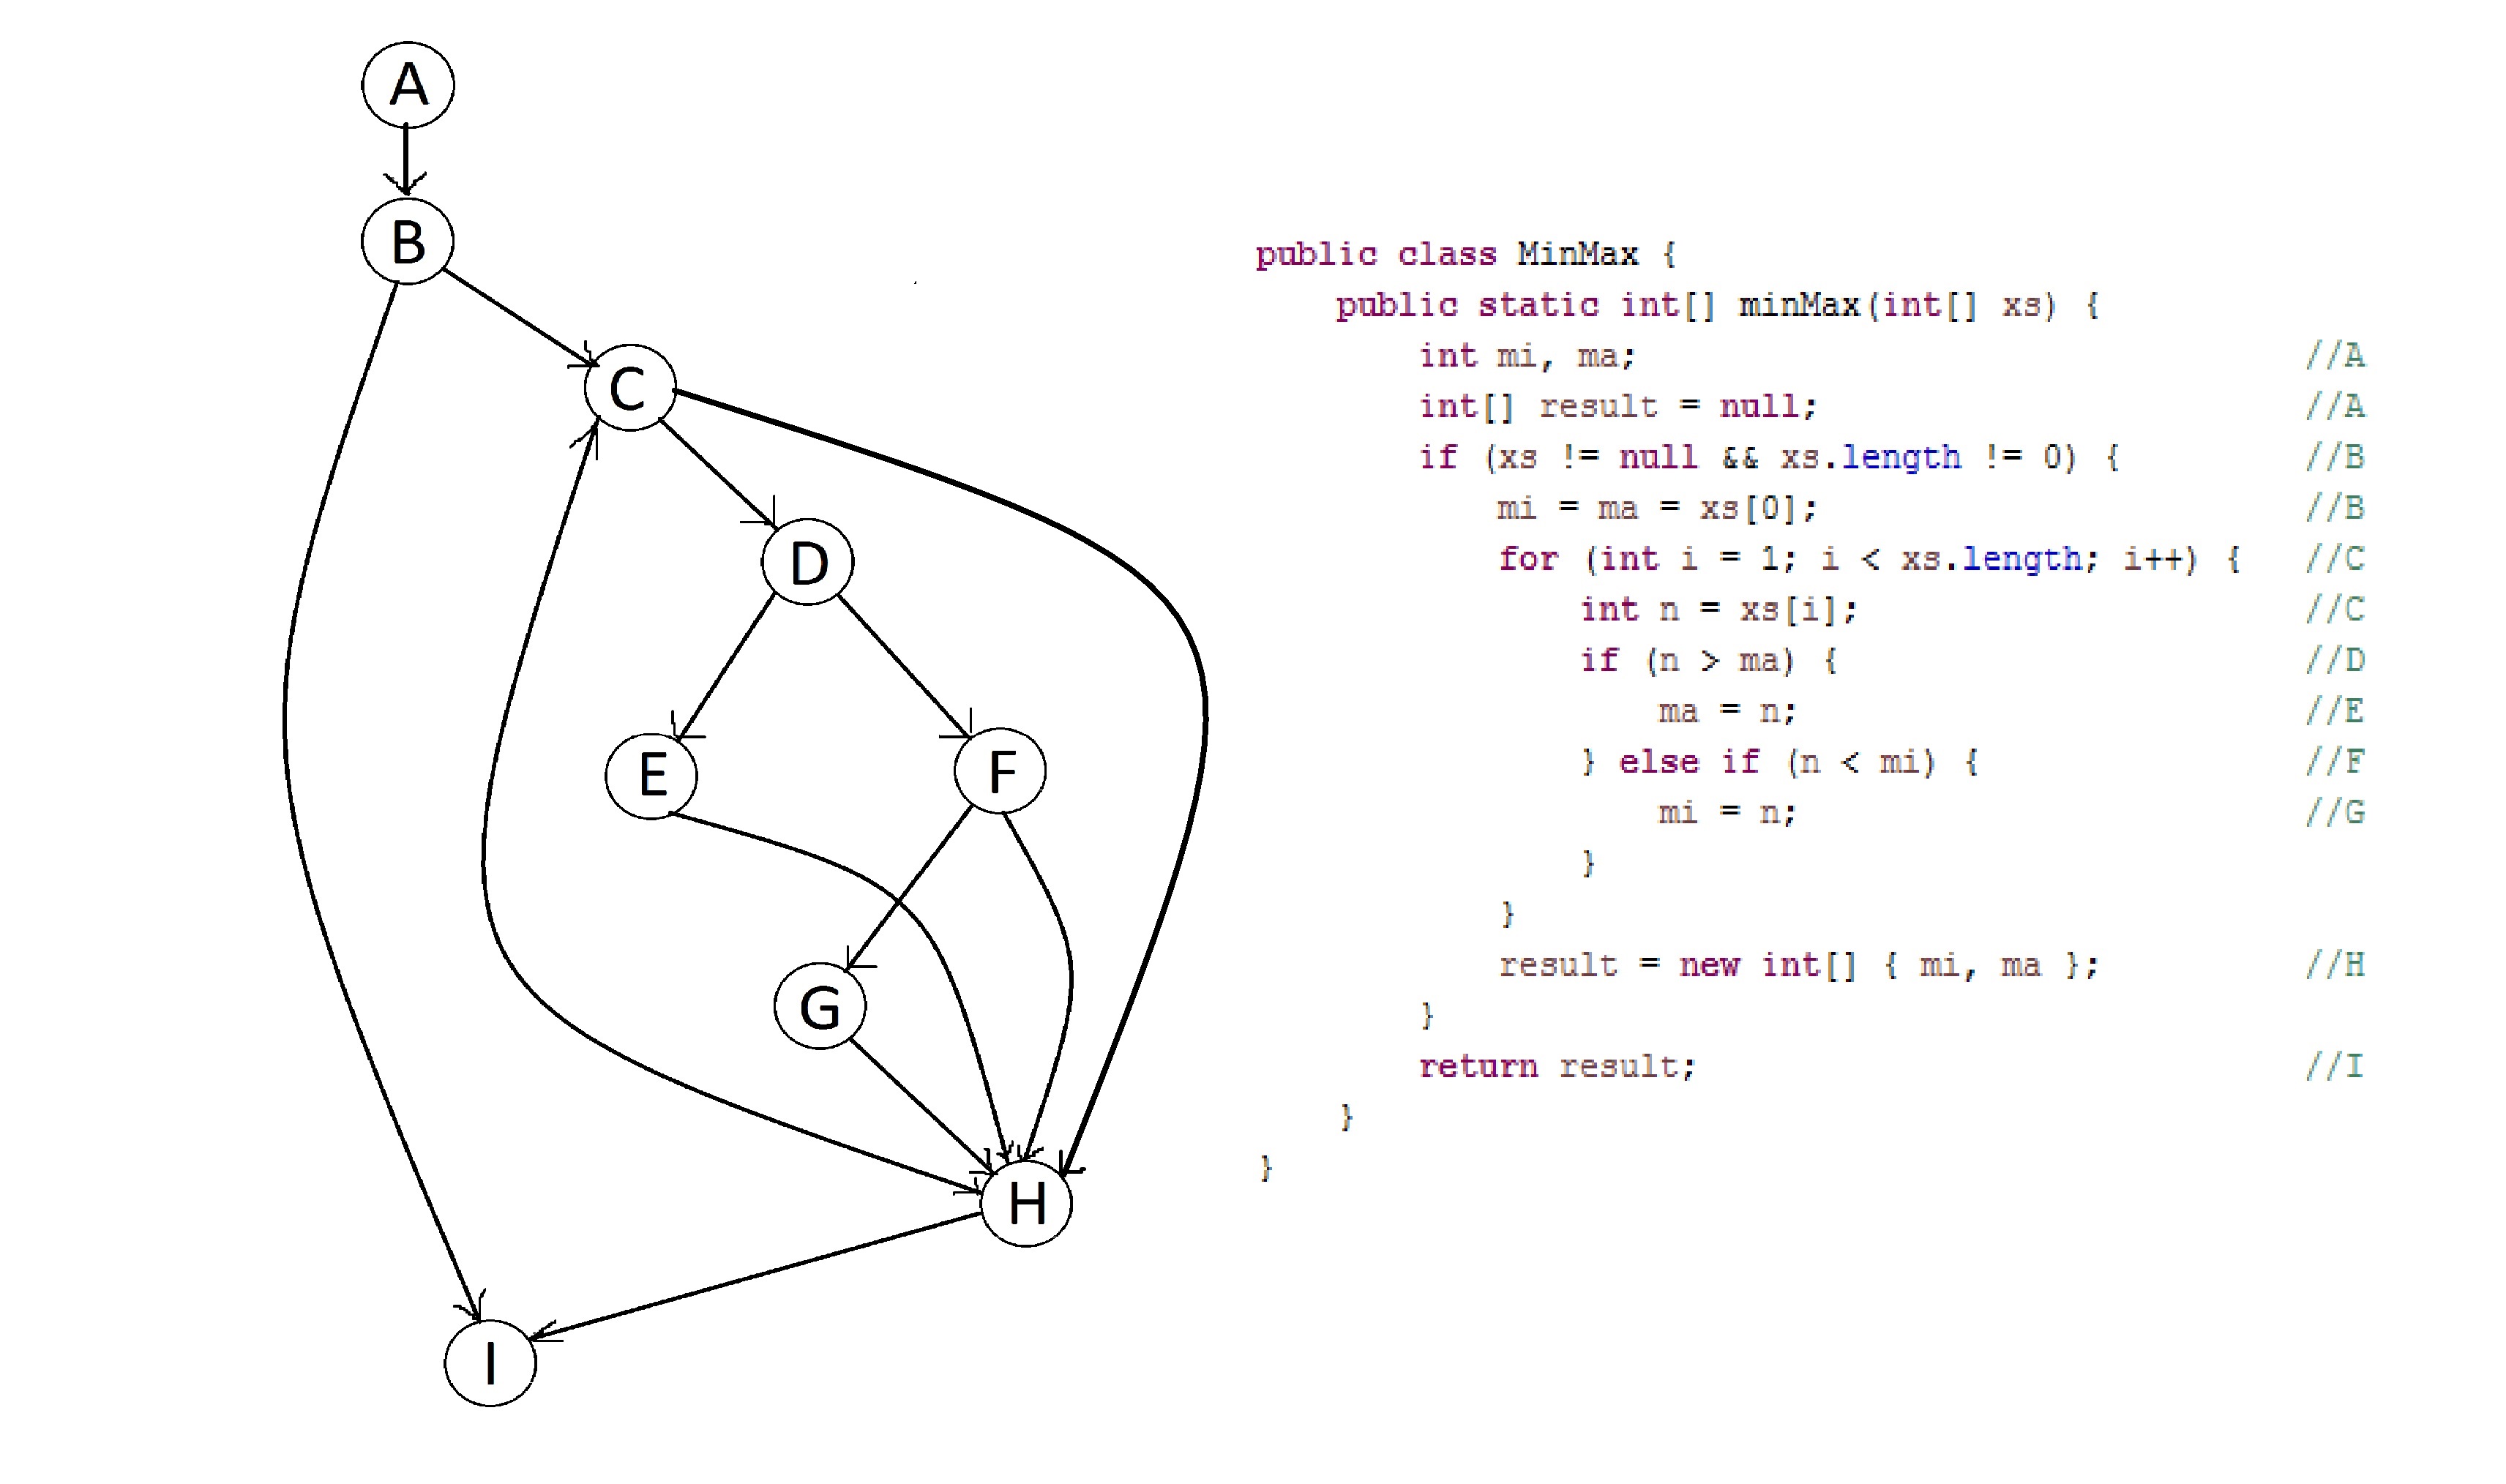 A
B
C
D
E
F
G
H
I
public class MinMax {
public static int[] minMax(int[] xs) {
int mi, ma; //A
int[] result = null; //A
if (xs != null && xs.length != 0) { //B
mi = ma = xs[0]; //B
for (int i = 1; i < xs.length; i++) { //C
int n = xs[i]; //C
if (n > ma) { //D
ma = n; //E
} else if (n < mi) { //F
mi = n; //G
}
}
result = new int[] { mi, ma }; //H
}
return result; //I
}
}